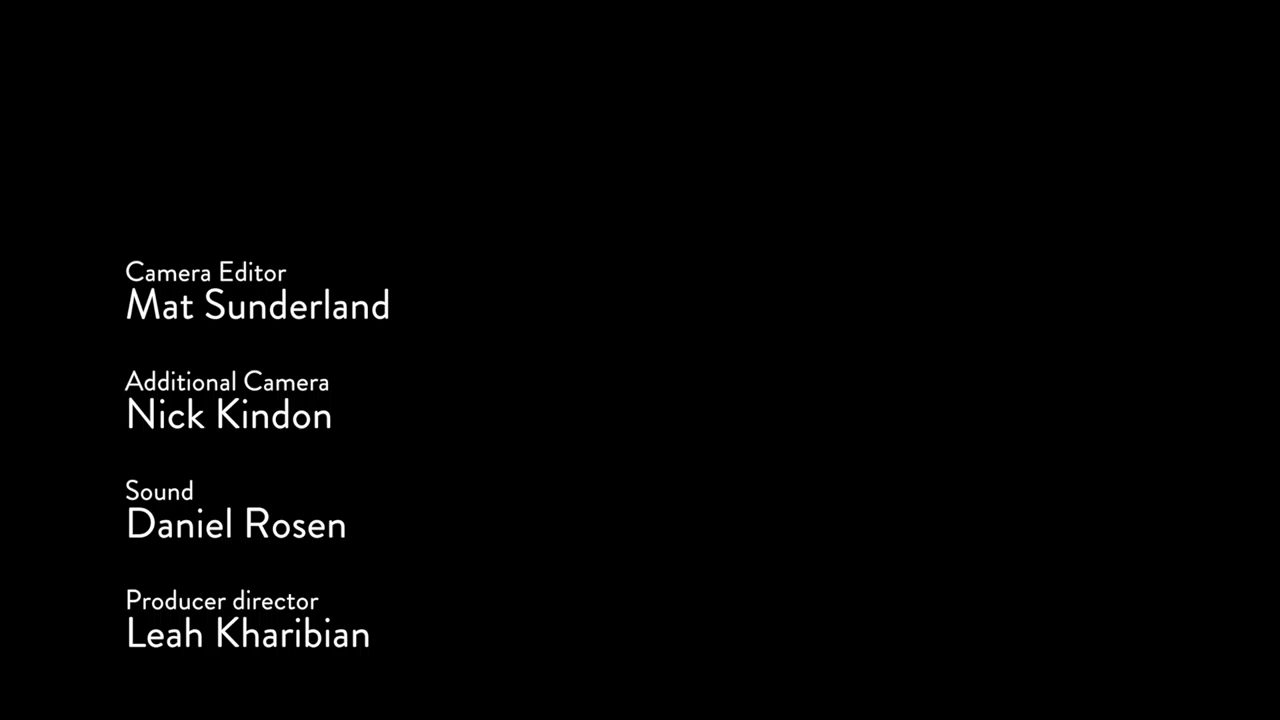 Camera Editor
Mat Sunderland
Additional Camera
Nick Kindon
Sound
Daniel Rosen
Producer director
Leah Kharibian